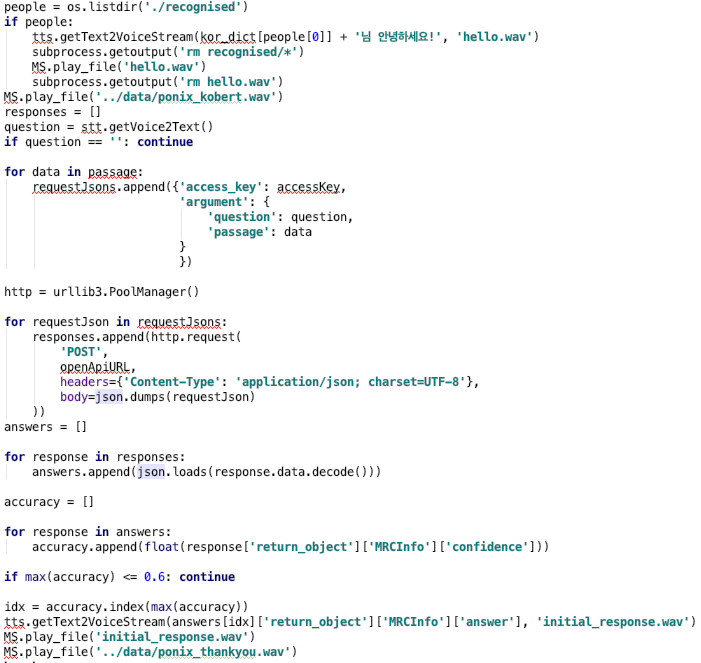 people = os.listdir('./recognised')
if people:
    tts.getText2VoiceStream(kor_dict[people[0]] + '님 안녕하세요!', 'hello.wav')
    subprocess.getoutput('rm recognised/*')
    MS.play_file('hello.wav')
    subprocess.getoutput('rm hello.wav')
MS.play_file('../data/ponix_kobert.wav')
responses = []
question = stt.getVoice2Text()
if question == '': continue

for data in passage:
    requestJsons.append({'access_key': accessKey,
                         'argument': {
                             'question': question,
                             'passage': data
                         }
                         })

http = urllib3.PoolManager()

for requestJson in requestJsons:
    responses.append(http.request(
        'POST',
        openApiURL,
        headers={'Content-Type': 'application/json; charset=UTF-8'},
        body=json.dumps(requestJson)
    ))
answers = []

for response in responses:
    answers.append(json.loads(response.data.decode()))

accuracy = []

for response in answers:
    accuracy.append(float(response['return_object']['MRCInfo']['confidence']))

if max(accuracy) <= 0.6: continue

idx = accuracy.index(max(accuracy))
tts.getText2VoiceStream(answers[idx]['return_object']['MRCInfo']['answer'], 'initial_response.wav')
MS.play_file('initial_response.wav')
MS.play_file('../data/ponix_thankyou.wav')